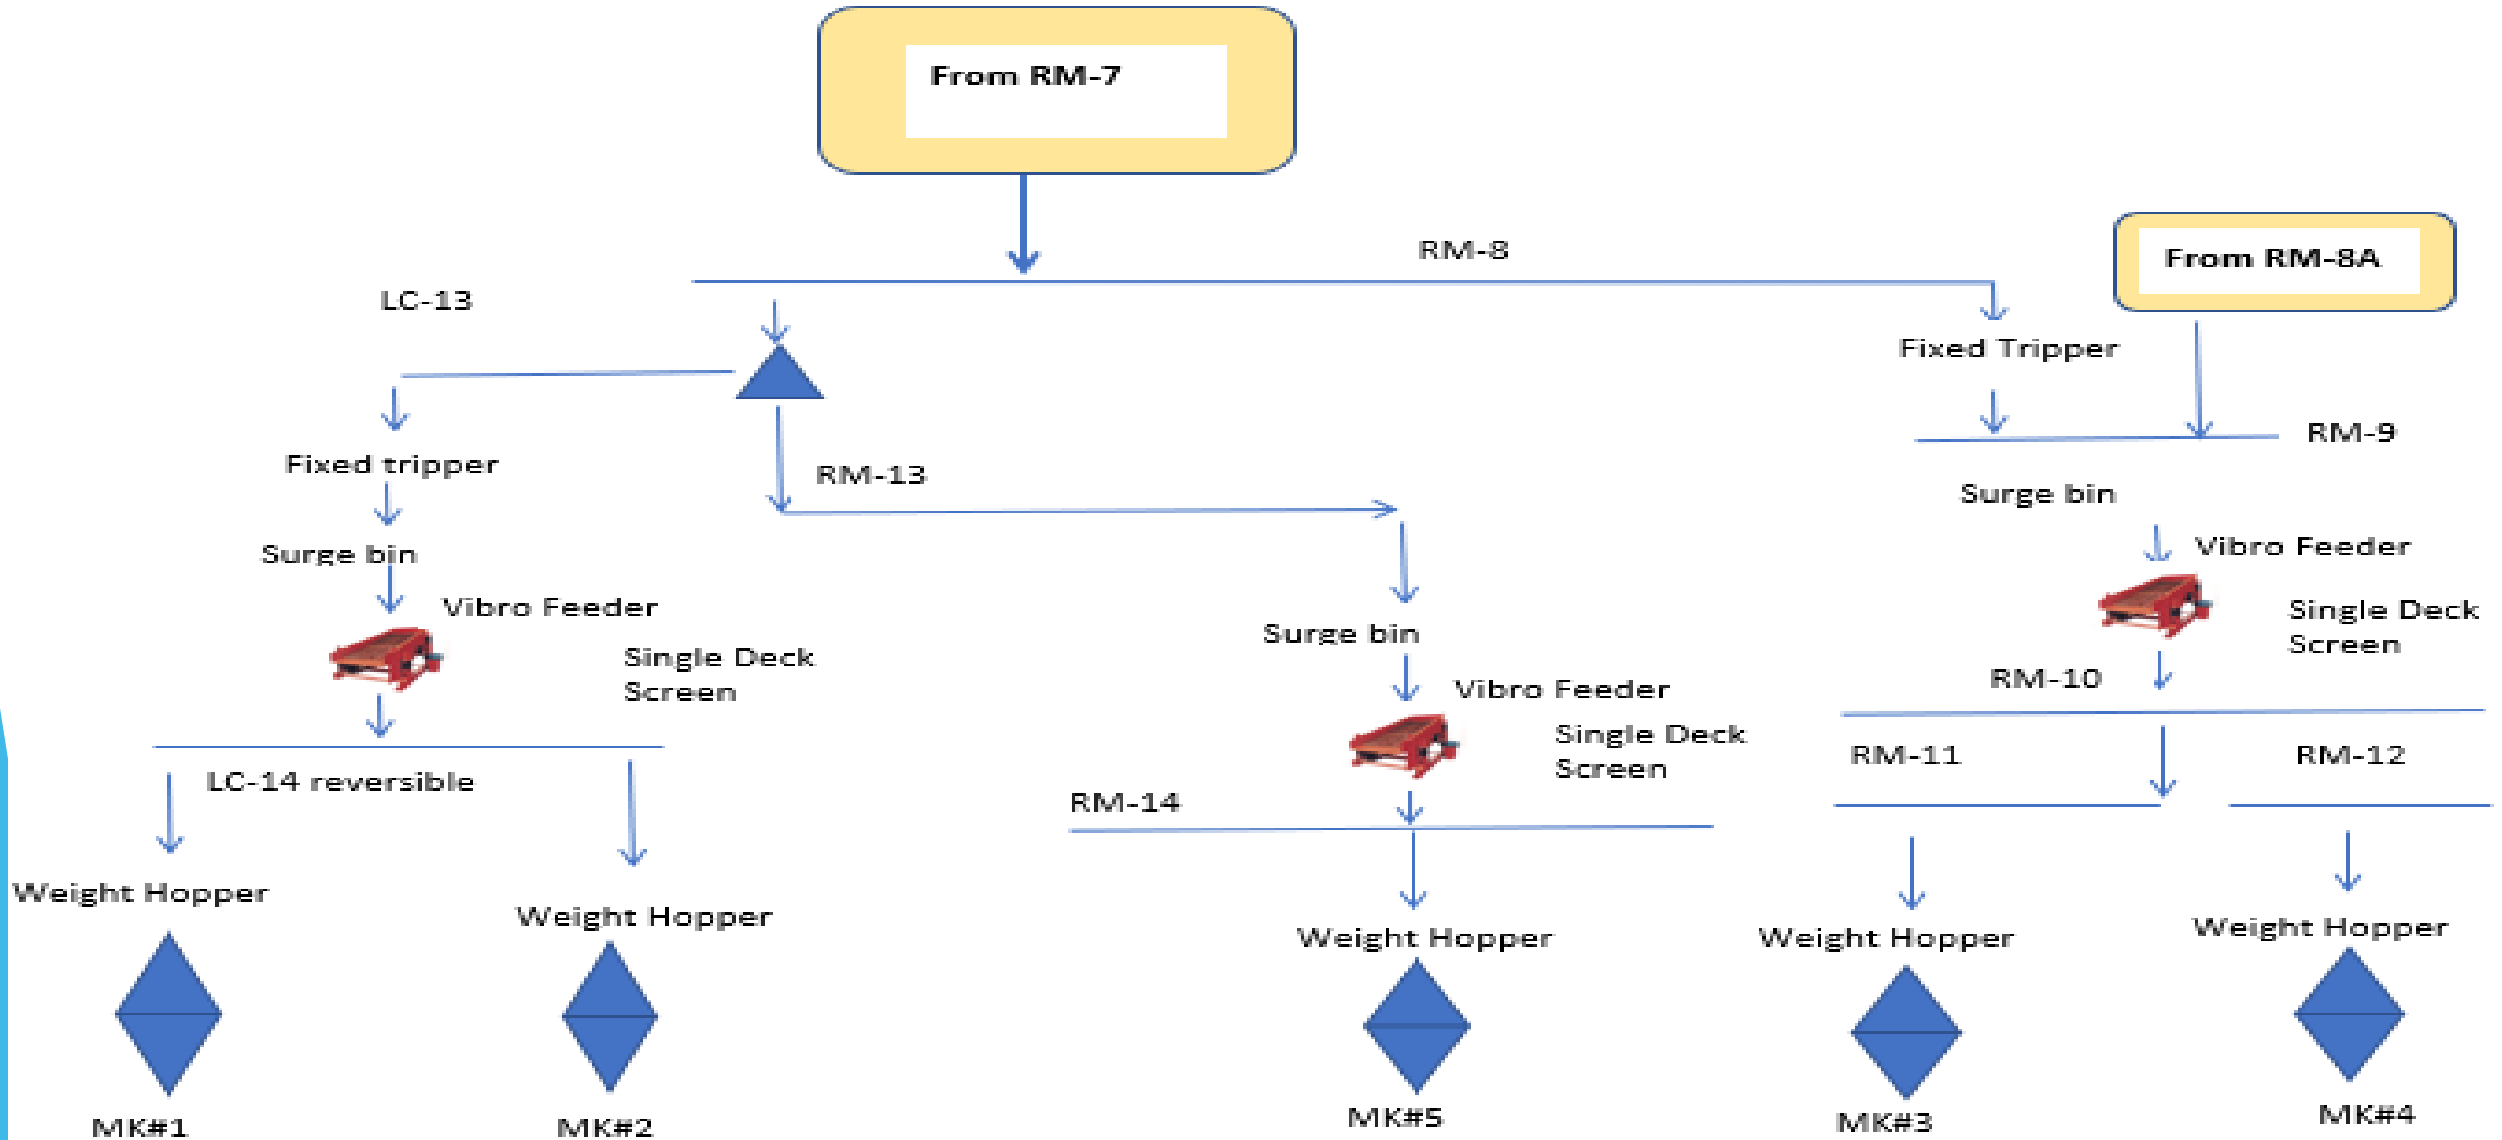 From RM-7
RM-8
From RM-8A
LC-13
Fixed Tripper
RM-9
Fixed tripper
RM-13
Surge bin
Surge bin
Vibro Feeder
Vibro Feeder
Single Deck
Screen
Surge bin
Single Deck
Screen
RM-10
Vibro Feeder
Single Deck
Screen
RM-11
RM-12
LC-14 reversible
RM-14
Weight Hopper
Weight Hopper
Weight Hopper
Weight Hopper
Weight Hopper
MK#1
MK#2
MK#5
MK#3
MK#4